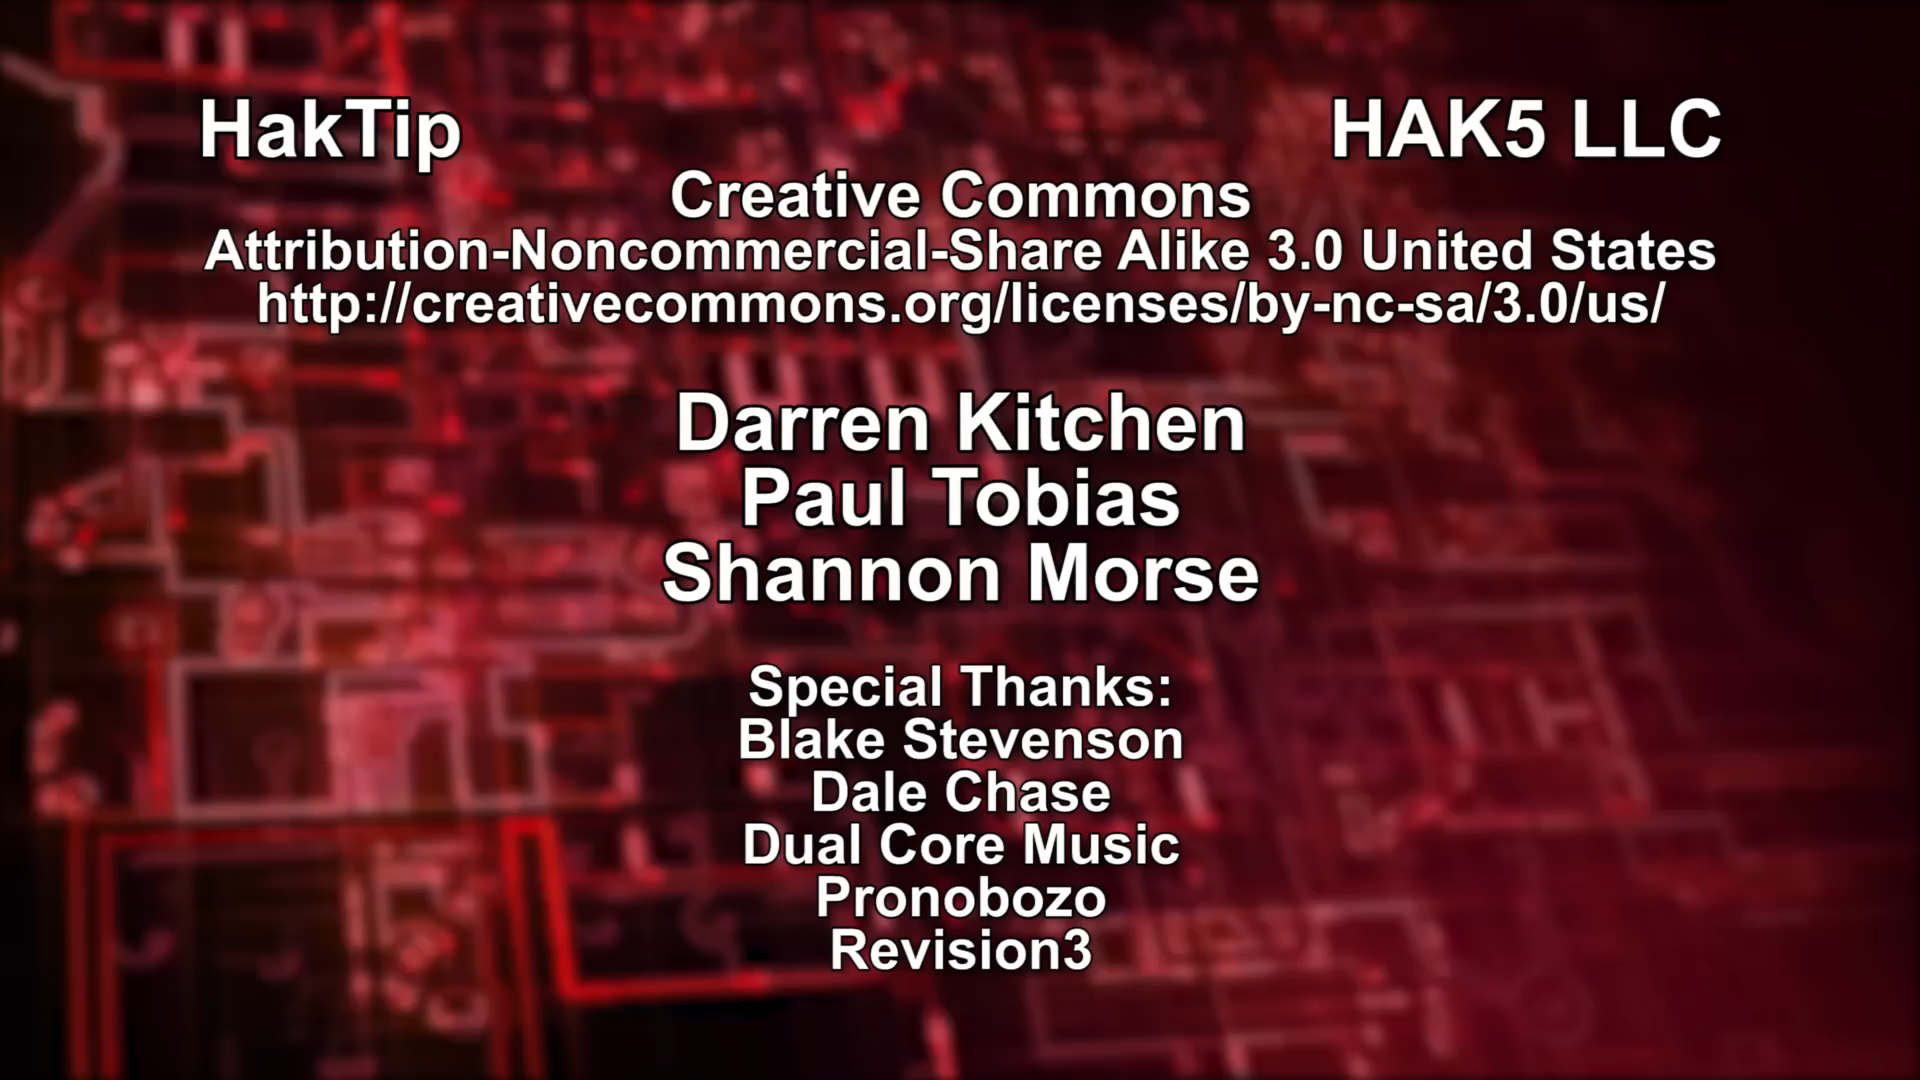 HakTip HAK5 LLC
Creative Commons
Attribution-Noncommercial-Share Alike 3.0 United States
http://creativecommons.org/licenses/by-nc-sa/3.0/us/
Darren Kitchen
Paul Tobias
Shannon Morse
Special Thanks:
Blake Stevenson
Dale Chase
Dual Core Music
Pronobozo
Revision3